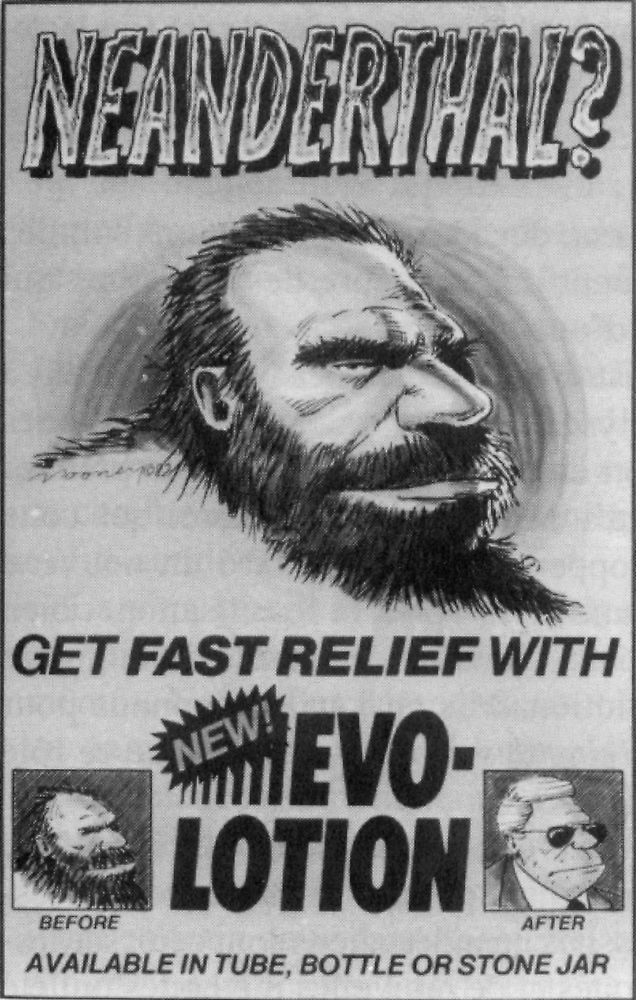 NEANDERTHAL?
GET FAST RELIEF WITH
NEW!
EVO-
LOTION
BEFORE
AFTER
AVAILABLE IN TUBE, BOTTLE OR STONE JAR